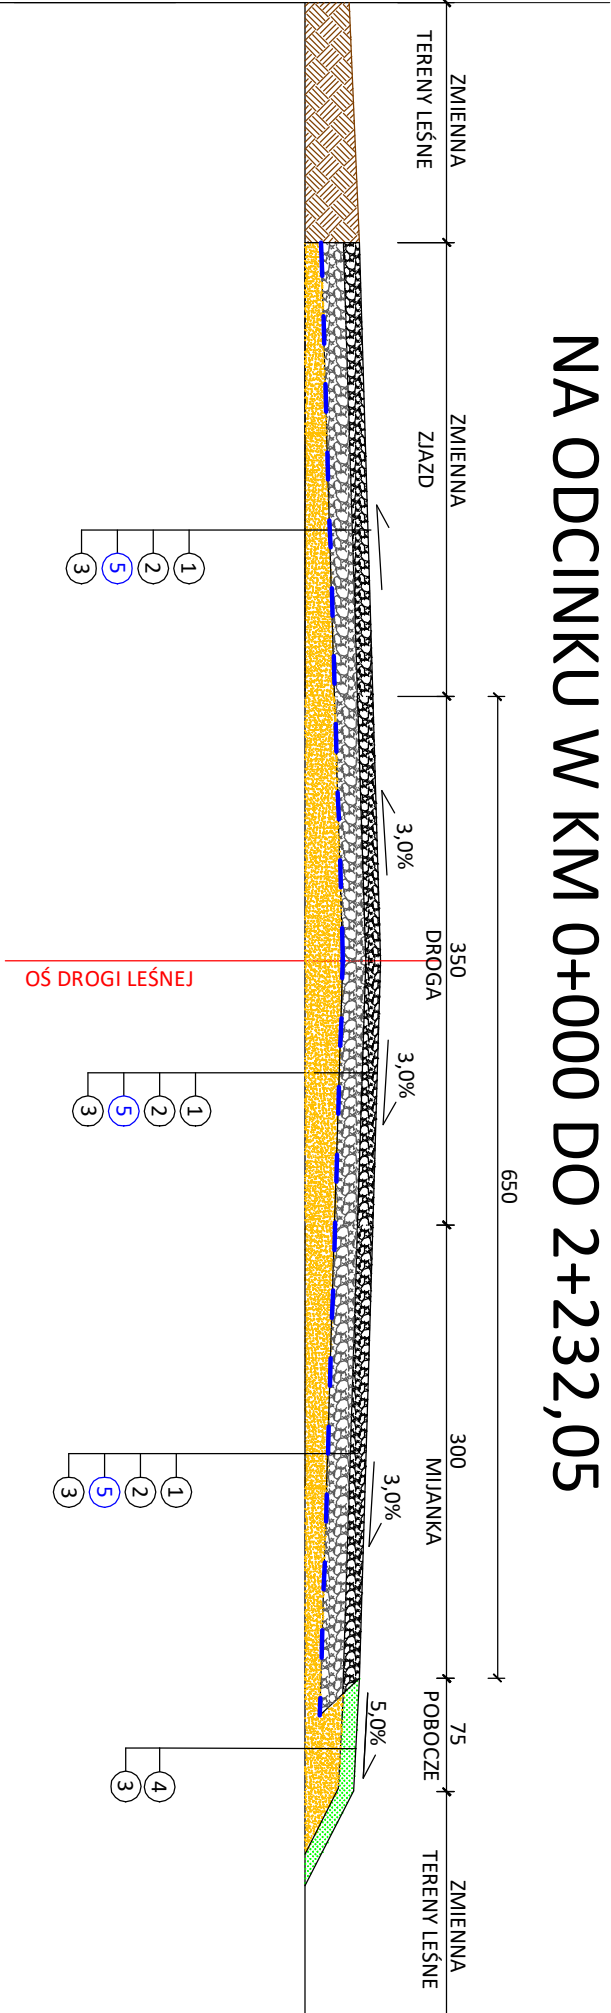 NA ODCINKU W KM 0+000 DO 2+232,05
650
ZMIENNA
TERENY LEŚNE
ZMIENNA
ZJAZD
350
DROGA
300
MIJANKA
75
POBOCZE
ZMIENNA
TERENY LEŚNE
3,0%
3,0%
3,0%
5,0%
OŚ DROGI LEŚNEJ
1
2
5
3
1
2
5
3
1
2
5
3
4
3